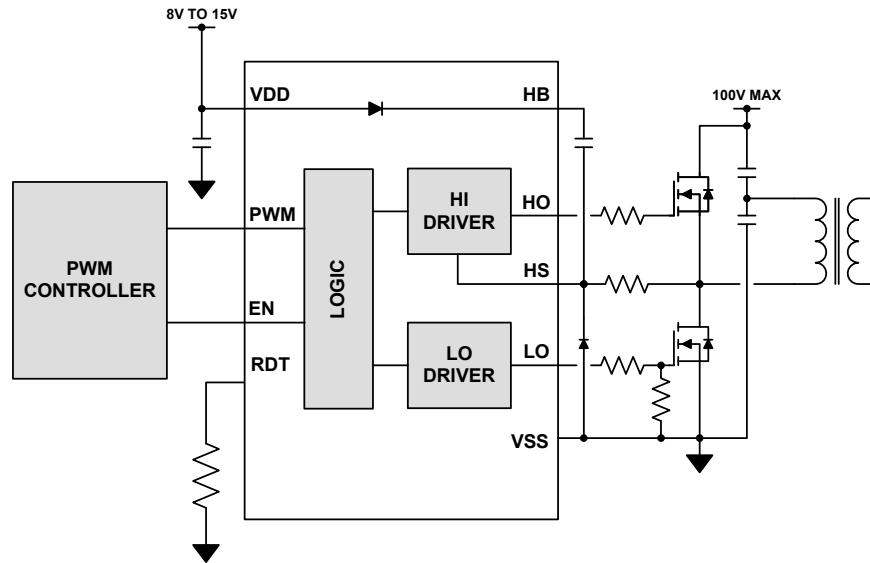 8V TO 15V
VDD
HB
100V MAX
PWM
CONTROLLER
PWM
EN
RDT
LOGIC
HI
DRIVER
LO
DRIVER
HO
HS
LO
VSS